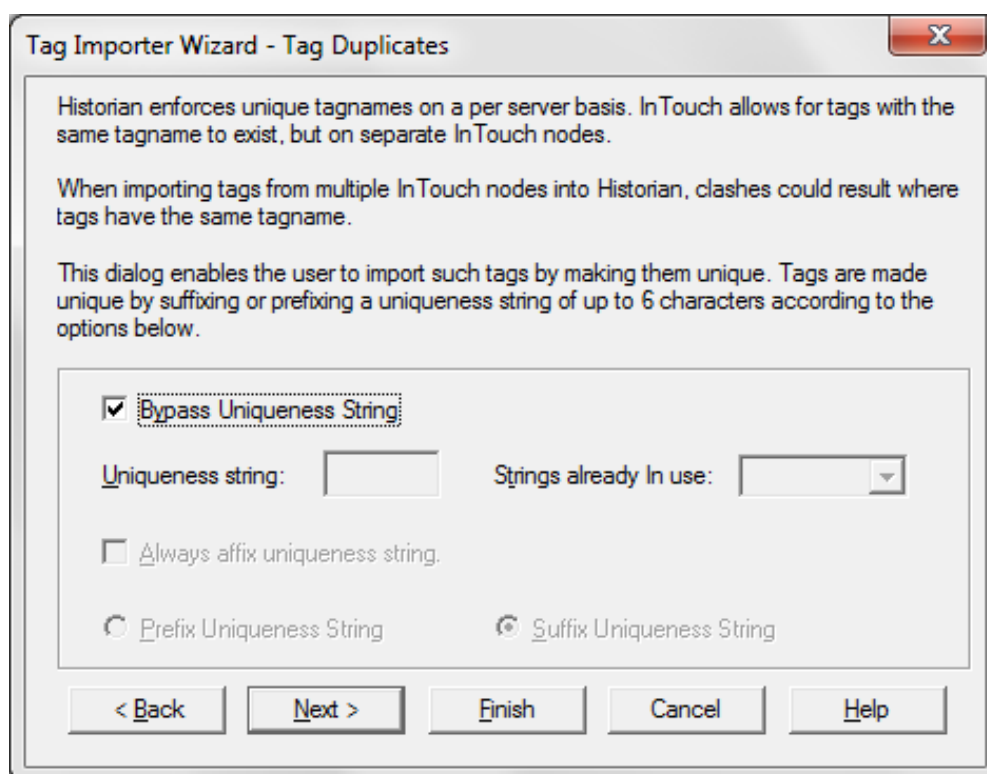 Tag Importer Wizard - Tag Duplicates
Historian enforces unique tagnames on a per server basis. InTouch allows for tags with the
same tagname to exist, but on separate InTouch nodes.
When importing tags from multiple InTouch nodes into Historian, clashes could result where
tags have the same tagname.
This dialog enables the user to import such tags by making them unique. Tags are made
unique by suffixing or prefixing a uniqueness string of up to 6 characters according to the
options below.
Bypass Uniqueness String
Uniqueness string: Strings already In use:
Always affix uniqueness string.
Prefix Uniqueness String Suffix Uniqueness String
< Back Next > Finish Cancel Help